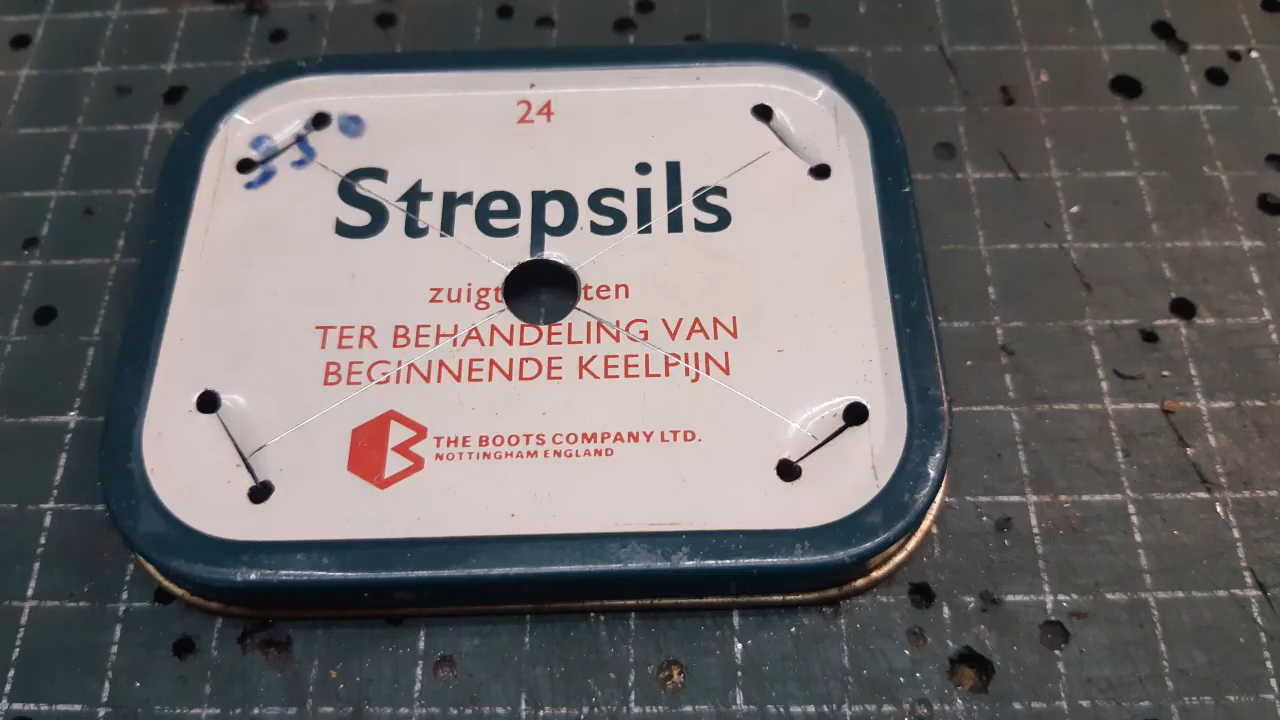 24
Strepsils
zuigt ten
TER BEHANDELING VAN
BEGINNENDE KEELPIJN
THE BOOTS COMPANY LTD.
NOTTINGHAM ENGLAND